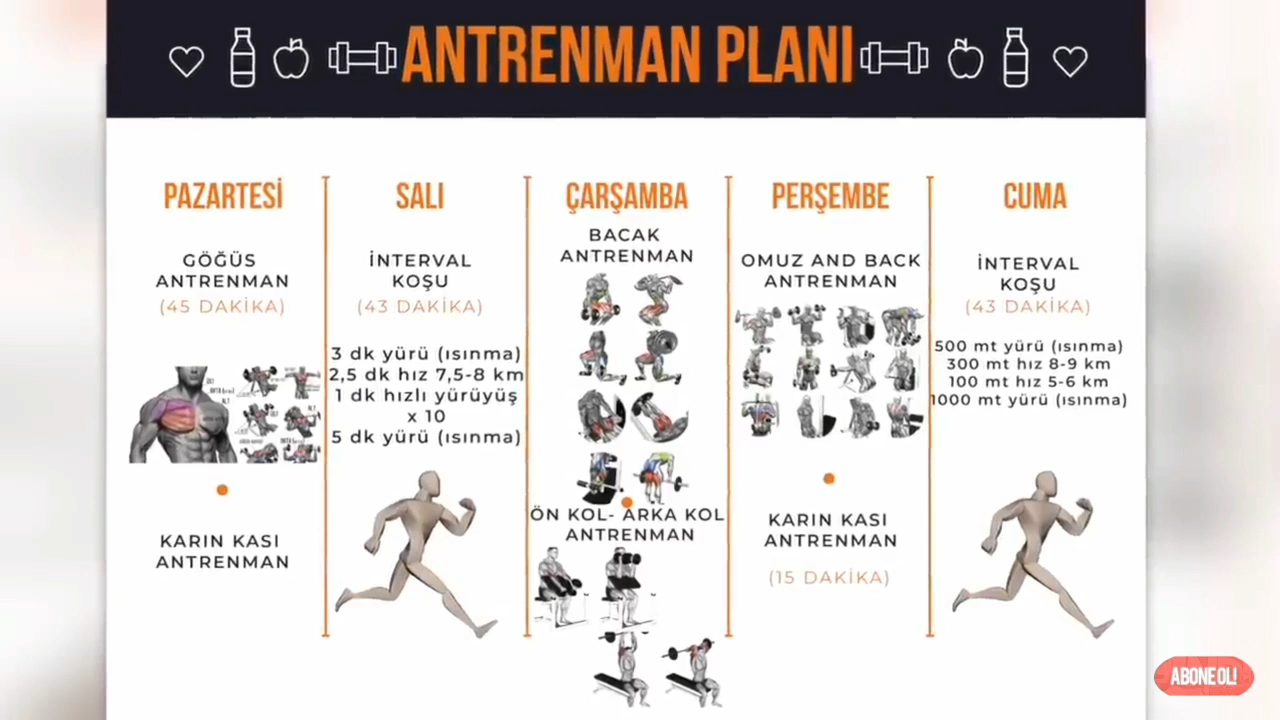 ANTRENMAN PLANI
PAZARTESİ
GÖĞÜS
ANTRENMAN
(45 DAKİKA)
KARIN KASI
ANTRENMAN
SALI
İNTERVAL
KOŞU
(43 DAKİKA)
3 dk yürü (ısınma)
2,5 dk hız 7,5-8 km
1 dk hızlı yürüyüş
x 10
5 dk yürü (ısınma)
ÇARŞAMBA
BACAK
ANTRENMAN
ÖN KOL- ARKA KOL
ANTRENMAN
PERŞEMBE
OMUZ AND BACK
ANTRENMAN
KARIN KASI
ANTRENMAN
(15 DAKİKA)
CUMA
İNTERVAL
KOŞU
(43 DAKİKA)
500 mt yürü (ısınma)
300 mt hız 8-9 km
100 mt hız 5-6 km
1000 mt yürü (ısınma)
ABONE OL!